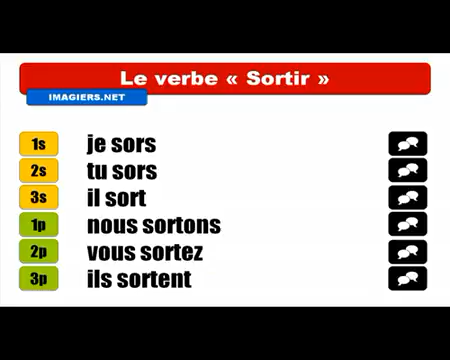 Le verbe « Sortir »
IMAGIERS.NET
1s je sors
2s tu sors
3s il sort
1p nous sortons
2p vous sortez
3p ils sortent